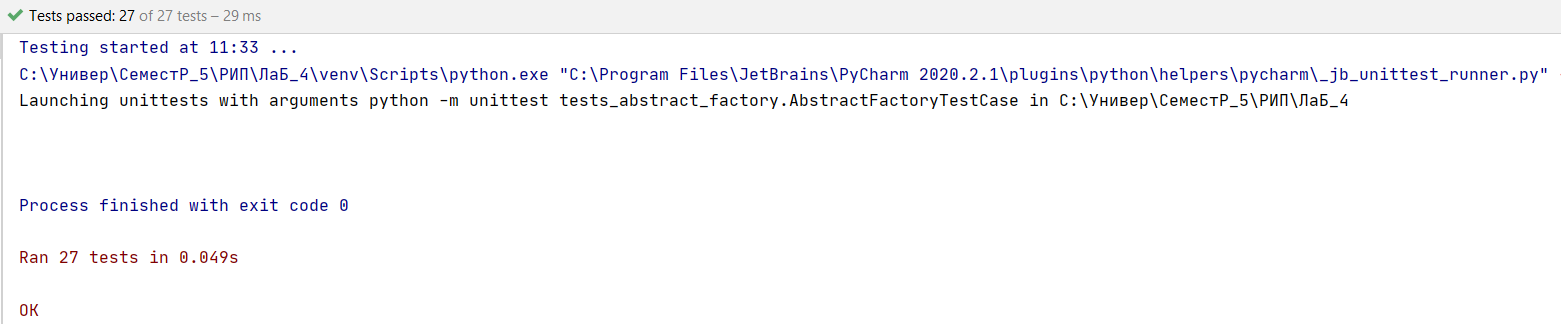 Tests passed: 27 of 27 tests – 29 ms
Testing started at 11:33 ...
C:\Универ\СеместР_5\РИП\ЛаБ_4\venv\Scripts\python.exe "C:\Program Files\JetBrains\PyCharm 2020.2.1\plugins\python\helpers\pycharm\_jb_unittest_runner.py"
Launching unittests with arguments python -m unittest tests_abstract_factory.AbstractFactoryTestCase in C:\Универ\СеместР_5\РИП\ЛаБ_4
Process finished with exit code 0
Ran 27 tests in 0.049s
OK